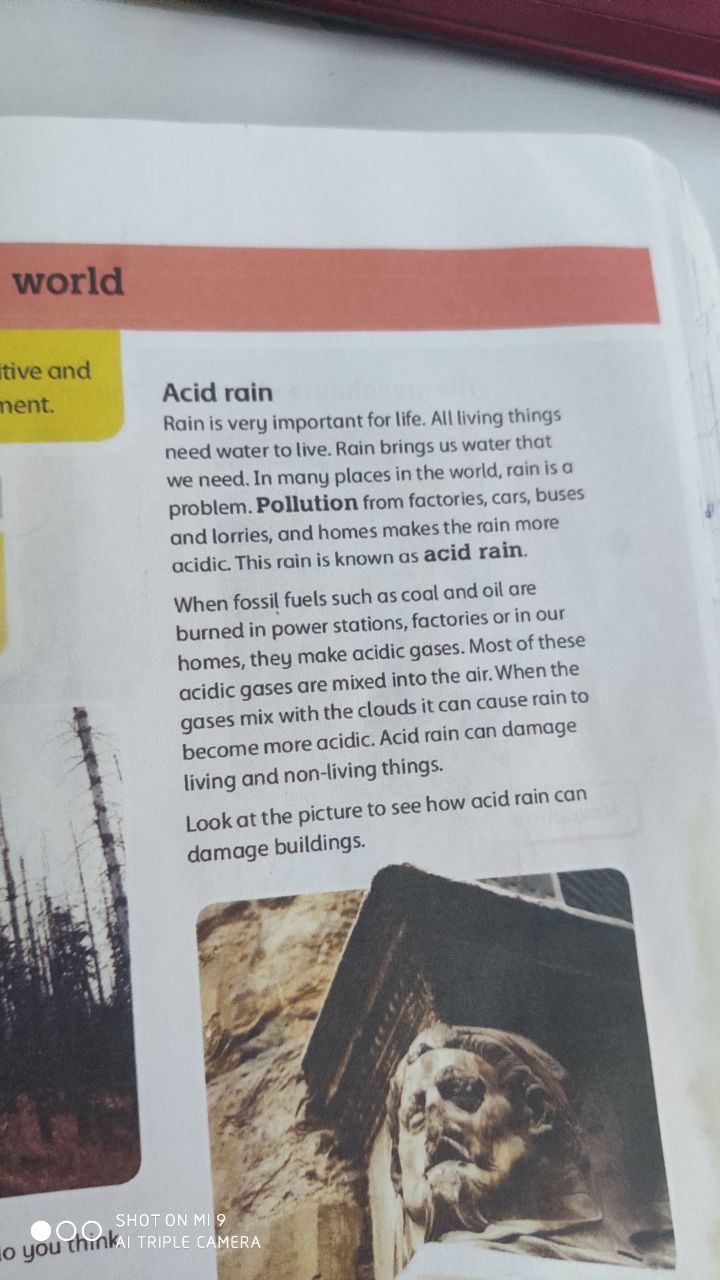 world
itive and
ment.
Acid rain
Rain is very important for life. All living things
need water to live. Rain brings us water that
we need. In many places in the world, rain is a
problem. Pollution from factories, cars, buses
and lorries, and homes makes the rain more
acidic. This rain is known as acid rain.
When fossil fuels such as coal and oil are
burned in power stations, factories or in our
homes, they make acidic gases. Most of these
acidic gases are mixed into the air. When the
gases mix with the clouds it can cause rain to
become more acidic. Acid rain can damage
living and non-living things.
Look at the picture to see how acid rain can
damage buildings.
do you think
SHOT ON MI 9
AI TRIPLE CAMERA